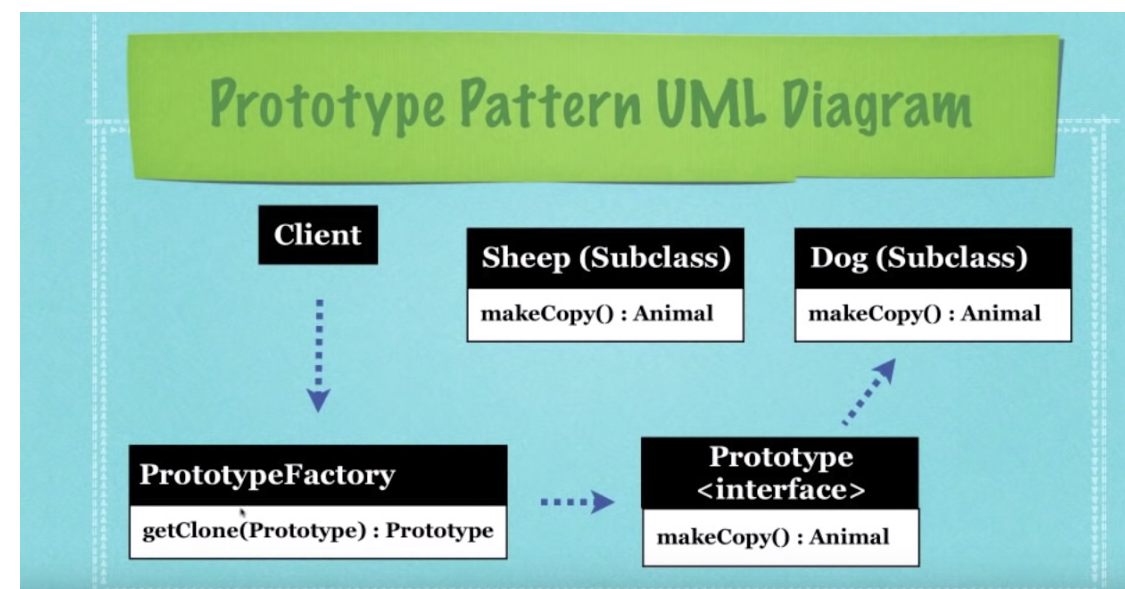 Prototype Pattern UML Diagram
Client
Sheep (Subclass)
makeCopy() : Animal
Dog (Subclass)
makeCopy() : Animal
PrototypeFactory
getClone(Prototype) : Prototype
Prototype
<interface>
makeCopy() : Animal